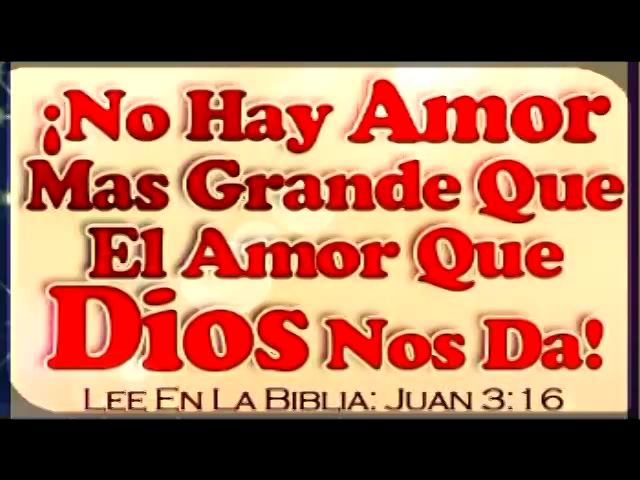 ¡No Hay Amor
Mas Grande Que
El Amor Que
Dios Nos Da!
Lee En La Biblia: Juan 3:16